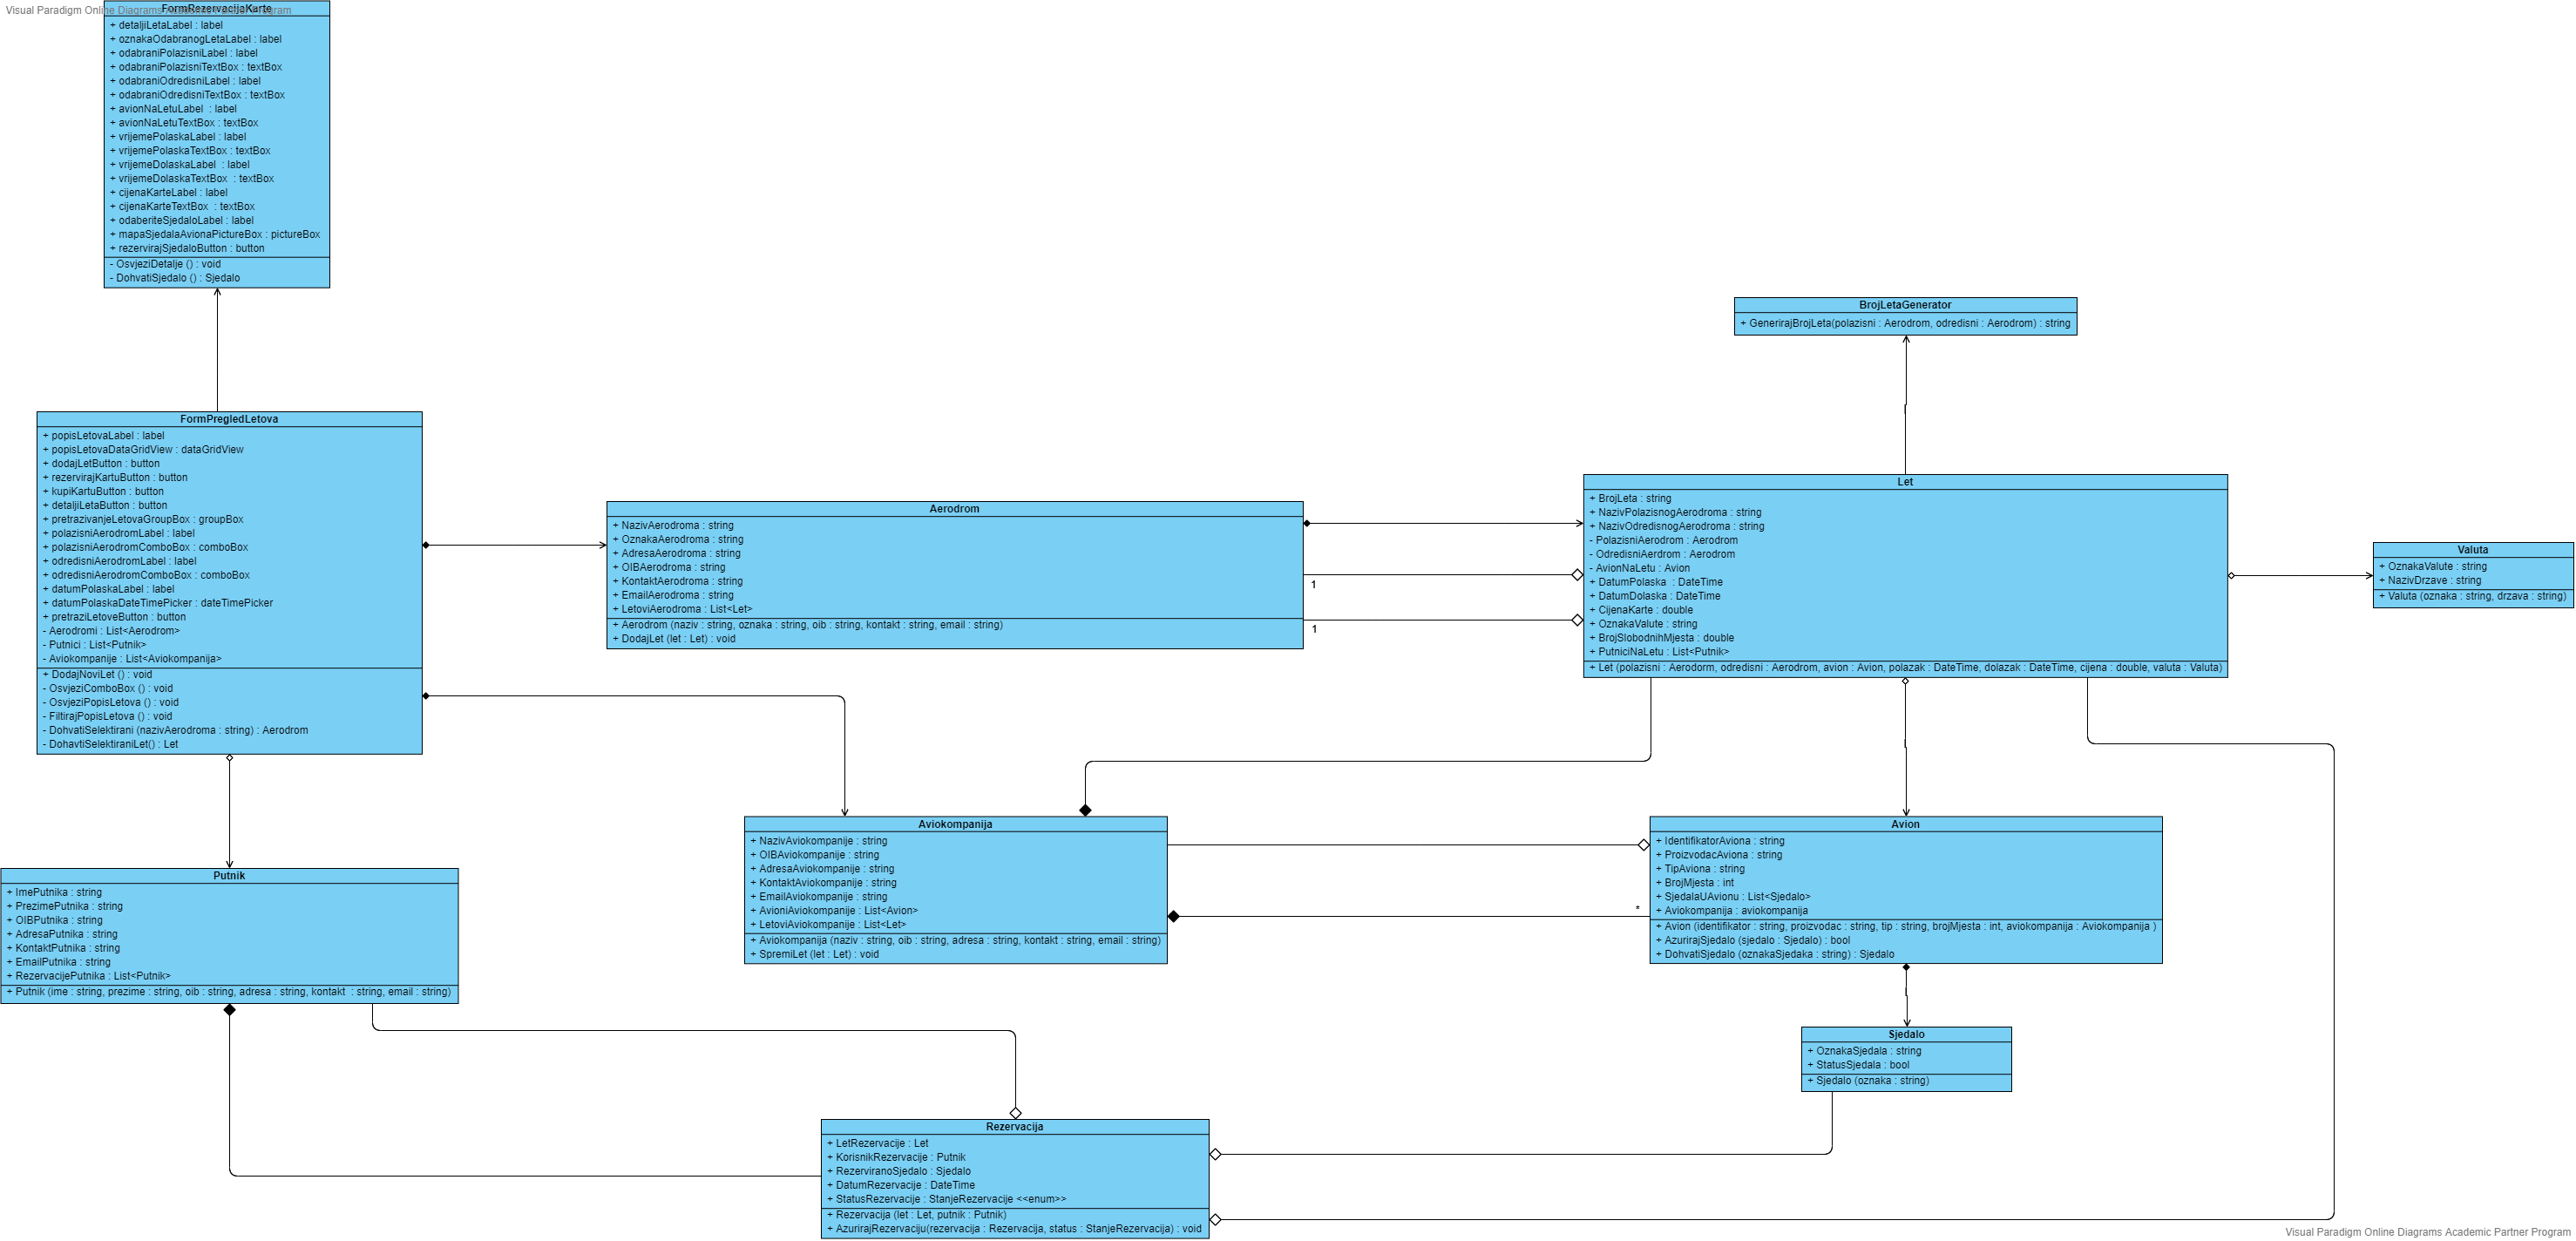 Visual Paradigm Online Diagrams Academic Partner Program
FormRezervacijaKarte
+ detaljiLetaLabel : label
+ oznakaOdabranogLetaLabel : label
+ odabraniPolazisniLabel : label
+ odabraniPolazisniTextBox : textBox
+ odabraniOdredisniLabel : label
+ odabraniOdredisniTextBox : textBox
+ avionNaLetuLabel : label
+ avionNaLetuTextBox : textBox
+ vrijemePolaskaLabel : label
+ vrijemePolaskaTextBox : textBox
+ vrijemeDolaskaLabel : label
+ vrijemeDolaskaTextBox : textBox
+ cijenaKarteLabel : label
+ cijenaKarteTextBox : textBox
+ odaberiteSjedaloLabel : label
+ mapaSjedalaAvionaPictureBox : pictureBox
+ rezervirajSjedaloButton : button
- OsvjeziDetalje () : void
- DohvatiSjedalo () : Sjedalo
BrojLetaGenerator
+ GenerirajBrojLeta(polazisni : Aerodrom, odredisni : Aerodrom) : string
FormPregledLetova
+ popisLetovaLabel : label
+ popisLetovaDataGridView : dataGridView
+ dodajLetButton : button
+ rezervirajKartuButton : button
+ kupiKartuButton : button
+ detaljiLetaButton : button
+ pretrazivanjeLetovaGroupBox : groupBox
+ polazisniAerodromLabel : label
+ polazisniAerodromComboBox : comboBox
+ odredisniAerodromLabel : label
+ odredisniAerodromComboBox : comboBox
+ datumPolaskaLabel : label
+ datumPolaskaDateTimePicker : dateTimePicker
+ pretraziLetoveButton : button
- Aerodromi : List<Aerodrom>
- Putnici : List<Putnik>
- Aviokompanije : List<Aviokompanija>
+ DodajNoviLet () : void
- OsvjeziComboBox () : void
- OsvjeziPopisLetova () : void
- FiltirajPopisLetova () : void
- DohvatiSelektirani (nazivAerodroma : string) : Aerodrom
- DohavtiSelektiraniLet() : Let
Aerodrom
+ NazivAerodroma : string
+ OznakaAerodroma : string
+ AdresaAerodroma : string
+ OIBAerodroma : string
+ KontaktAerodroma : string
+ EmailAerodroma : string
+ LetoviAerodroma : List<Let>
+ Aerodrom (naziv : string, oznaka : string, oib : string, kontakt : string, email : string)
+ DodajLet (let : Let) : void
1
1
Let
+ BrojLeta : string
+ NazivPolazisnogAerodroma : string
+ NazivOdredisnogAerodroma : string
- PolazisniAerodrom : Aerodrom
- OdredisniAerdrom : Aerodrom
- AvionNaLetu : Avion
+ DatumPolaska : DateTime
+ DatumDolaska : DateTime
+ CijenaKarte : double
+ OznakaValute : string
+ BrojSlobodnihMjesta : double
+ PutniciNaLetu : List<Putnik>
+ Let (polazisni : Aerodorm, odredisni : Aerodrom, avion : Avion, polazak : DateTime, dolazak : DateTime, cijena : double, valuta : Valuta)
Valuta
+ OznakaValute : string
+ NazivDrzave : string
+ Valuta (oznaka : string, drzava : string)
Putnik
+ ImePutnika : string
+ PrezimePutnika : string
+ OIBPutnika : string
+ AdresaPutnika : string
+ KontaktPutnika : string
+ EmailPutnika : string
+ RezervacijePutnika : List<Putnik>
+ Putnik (ime : string, prezime : string, oib : string, adresa : string, kontakt : string, email : string)
Aviokompanija
+ NazivAviokompanije : string
+ OIBAviokompanije : string
+ AdresaAviokompanije : string
+ KontaktAviokompanije : string
+ EmailAviokompanije : string
+ AvioniAviokompanije : List<Avion>
+ LetoviAviokompanije : List<Let>
+ Aviokompanija (naziv : string, oib : string, adresa : string, kontakt : string, email : string)
+ SpremiLet (let : Let) : void
*
Avion
+ IdentifikatorAviona : string
+ ProizvodacAviona : string
+ TipAviona : string
+ BrojMjesta : int
+ SjedalaUAvionu : List<Sjedalo>
+ Aviokompanija : aviokompanija
+ Avion (identifikator : string, proizvodac : string, tip : string, brojMjesta : int, aviokompanija : Aviokompanija )
+ AzurirajSjedalo (sjedalo : Sjedalo) : bool
+ DohvatiSjedalo (oznakaSjedaka : string) : Sjedalo
Sjedalo
+ OznakaSjedala : string
+ StatusSjedala : bool
+ Sjedalo (oznaka : string)
Rezervacija
+ LetRezervacije : Let
+ KorisnikRezervacije : Putnik
+ RezerviranoSjedalo : Sjedalo
+ DatumRezervacije : DateTime
+ StatusRezervacije : StanjeRezervacije <<enum>>
+ Rezervacija (let : Let, putnik : Putnik)
+ AzurirajRezervaciju(rezervacija : Rezervacija, status : StanjeRezervacija) : void
Visual Paradigm Online Diagrams Academic Partner Program